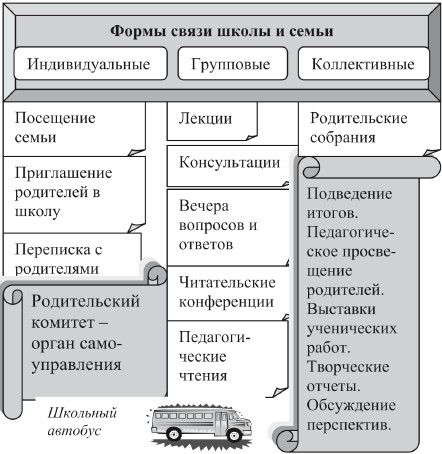 Формы связи школы и семьи
Индивидуальные
Групповые
Коллективные
Посещение
семьи
Приглашение
родителей в
школу
Переписка с
родителями
Родительский
комитет –
орган само-
управления
Лекции
Консультации
Вечера
вопросов и
ответов
Читательские
конференции
Педагоги-
ческие
чтения
Родительские
собрания
Подведение
итогов.
Педагогиче-
ское просве-
щение
родителей.
Выставки
ученических
работ.
Творческие
отчеты.
Обсуждение
перспектив.
Школьный
автобус